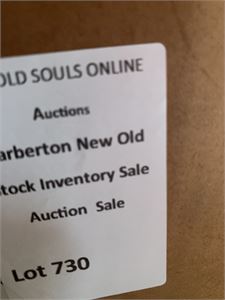 OLD SOULS ONLINE
Auctions
arberton New Old
tock Inventory Sale
Auction Sale
Lot 730